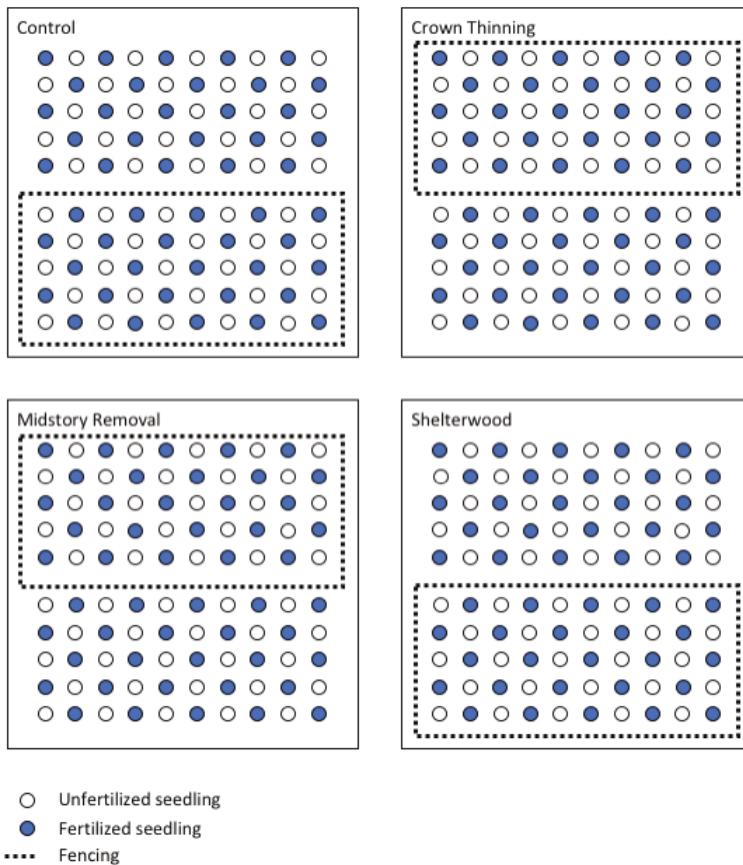 Control
Crown Thinning
Midstory Removal
Shelterwood
Unfertilized seedling
Fertilized seedling
Fencing